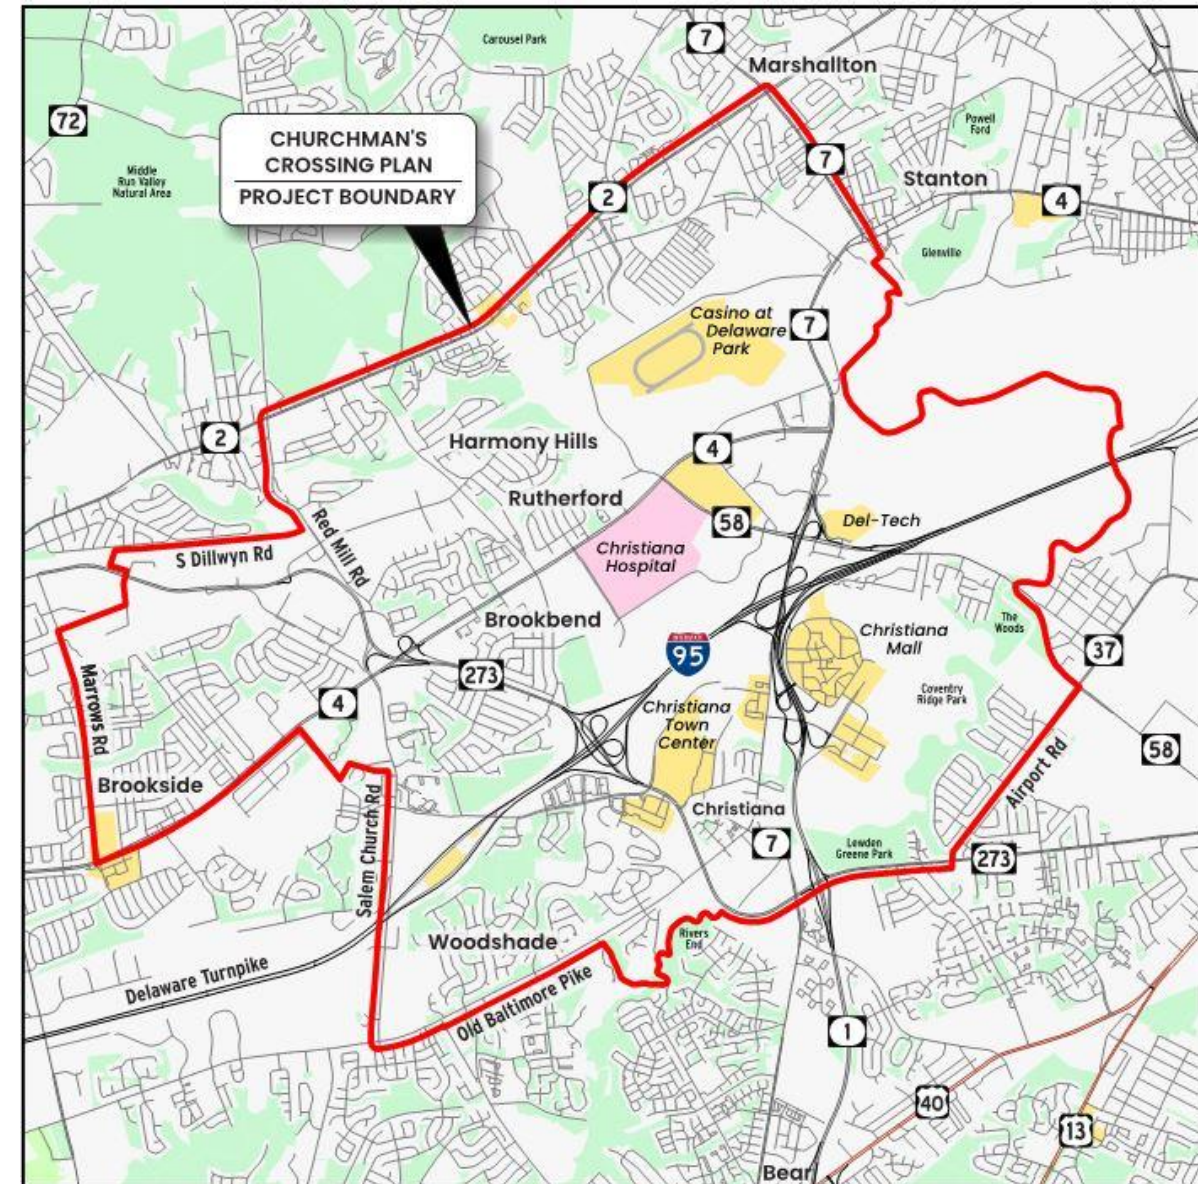 Carousel Park
7
Marshallton
72
CHURCHMAN'S
CROSSING PLAN
PROJECT BOUNDARY
Powell
Ford
Middle
Run Valley
Natural Area
7
Stanton
2
4
Glenville
Casino at
Delaware
Park
7
2
Harmony Hills
4
Rutherford
58
Del-Tech
Red Mill Rd
S Dillwyn Rd
Christiana
Hospital
Brookbend
The
Woods
Christiana
Mall
95
37
273
Marrows Rd
4
Christiana
Town
Center
Coventry
Ridge Park
58
Airport Rd
Brookside
Salem Church Rd
Christiana
7
Lewden
Greene Park
273
Woodshade
Rivers
End
Delaware Turnpike
Old Baltimore Pike
1
40
13
Bear